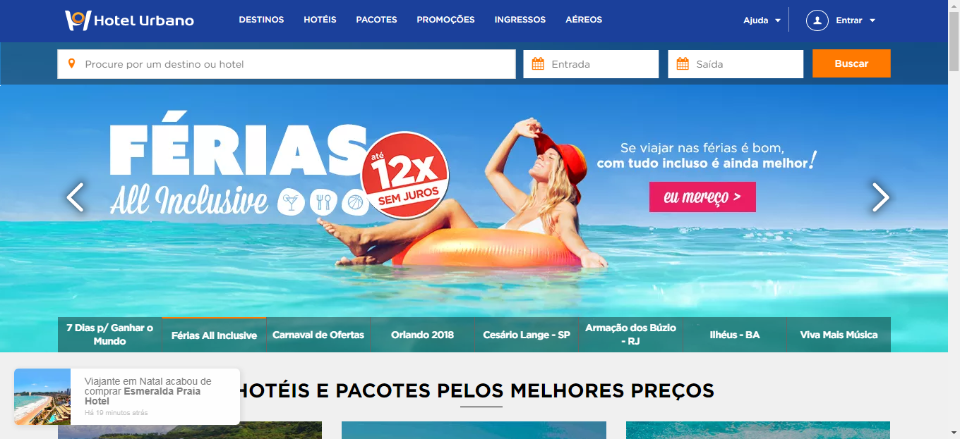 Hotel Urbano
DESTINOS HOTÉIS PACOTES PROMOÇÕES INGRESSOS AÉREOS
Ajuda
Entrar
Procure por um destino ou hotel
Entrada
Saída
Buscar
FÉRIAS
All Inclusive
até
12X
SEM JUROS
Se viajar nas férias é bom,
com tudo incluso é ainda melhor!
eu mereço >
7 Dias p/ Ganhar o
Mundo
Férias All Inclusive
Carnaval de Ofertas
Orlando 2018
Cesário Lange - SP
Armação dos Búzio
- RJ
Ilhéus - BA
Viva Mais Música
HOTÉIS E PACOTES PELOS MELHORES PREÇOS
Viajante em Natal acabou de
comprar Esmeralda Praia
Hotel
Há 19 minutos atrás